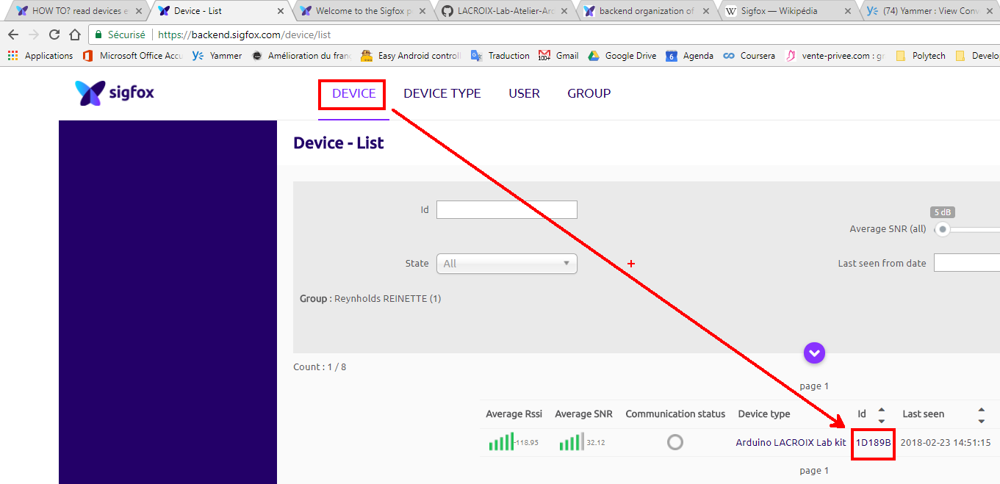 HOW TO? read devices e
Device - List
Welcome to the Sigfox p
LACROIX-Lab-Atelier-Ard
backend organization of
W Sigfox — Wikipédia
(74) Yammer : View Conv
Sécurisé
https://backend.sigfox.com/device/list
Applications
Microsoft Office Accu
Yammer
Amélioration du fran
Easy Android controll
Traduction
100+
Gmail
Google Drive
6
Agenda
Coursera
vente-privee.com : gr
Polytech
Develo
sigfox
DEVICE
DEVICE TYPE
USER
GROUP
Device - List
Id
5 dB
Average SNR (all)
State
All
Last seen from date
Group : Reynholds REINETTE (1)
Count : 1 / 8
page 1
Average Rssi Average SNR Communication status Device type Id Last seen
-118.95 32.12 Arduino LACROIX Lab kit 1D189B 2018-02-23 14:51:15
page 1